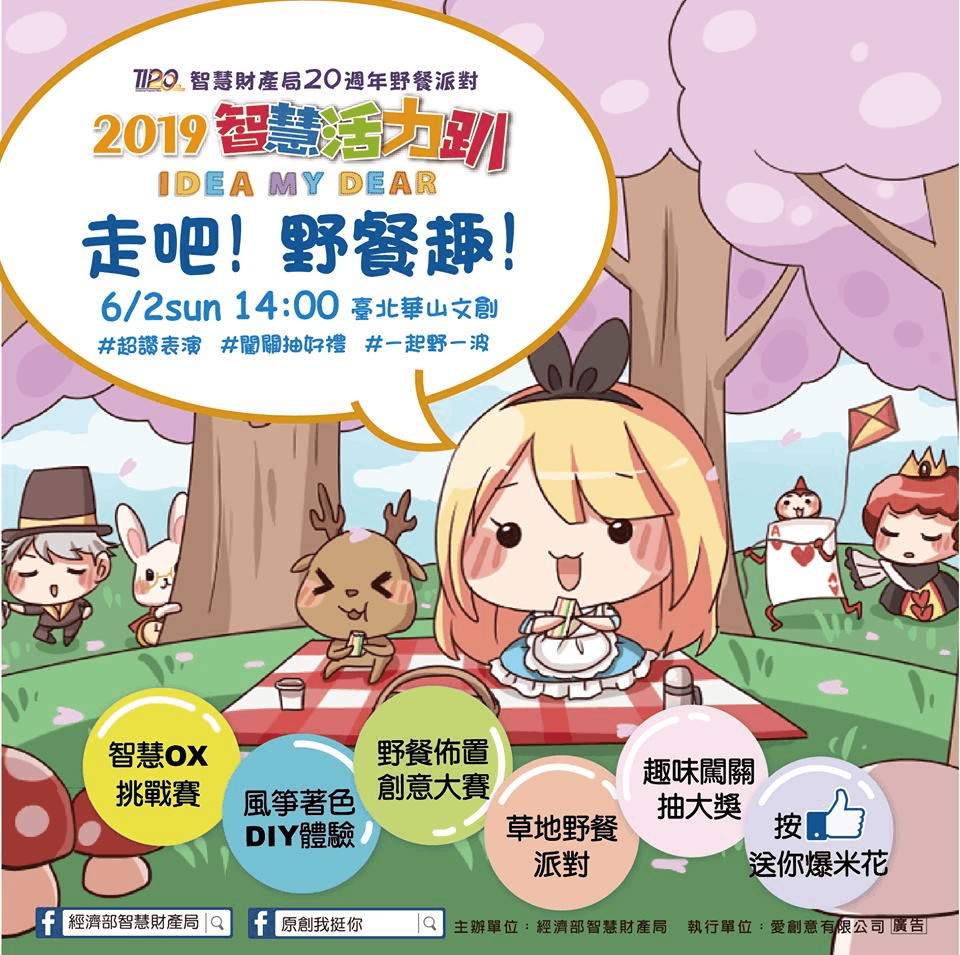 TIPO 智慧財產局20週年野餐派對
2019 智慧活力趴
IDEA MY DEAR
走吧！野餐趣！
6/2sun 14:00 臺北華山文創
#超讚表演 #闖關抽好禮 #一起野一波
A
智慧OX
挑戰賽
風箏著色
DIY體驗
野餐佈置
創意大賽
草地野餐
派對
趣味闖關
抽大獎
按
送你爆米花
f 經濟部智慧財產局
f 原創我挺你
主辦單位：經濟部智慧財產局 執行單位：愛創意有限公司 廣告